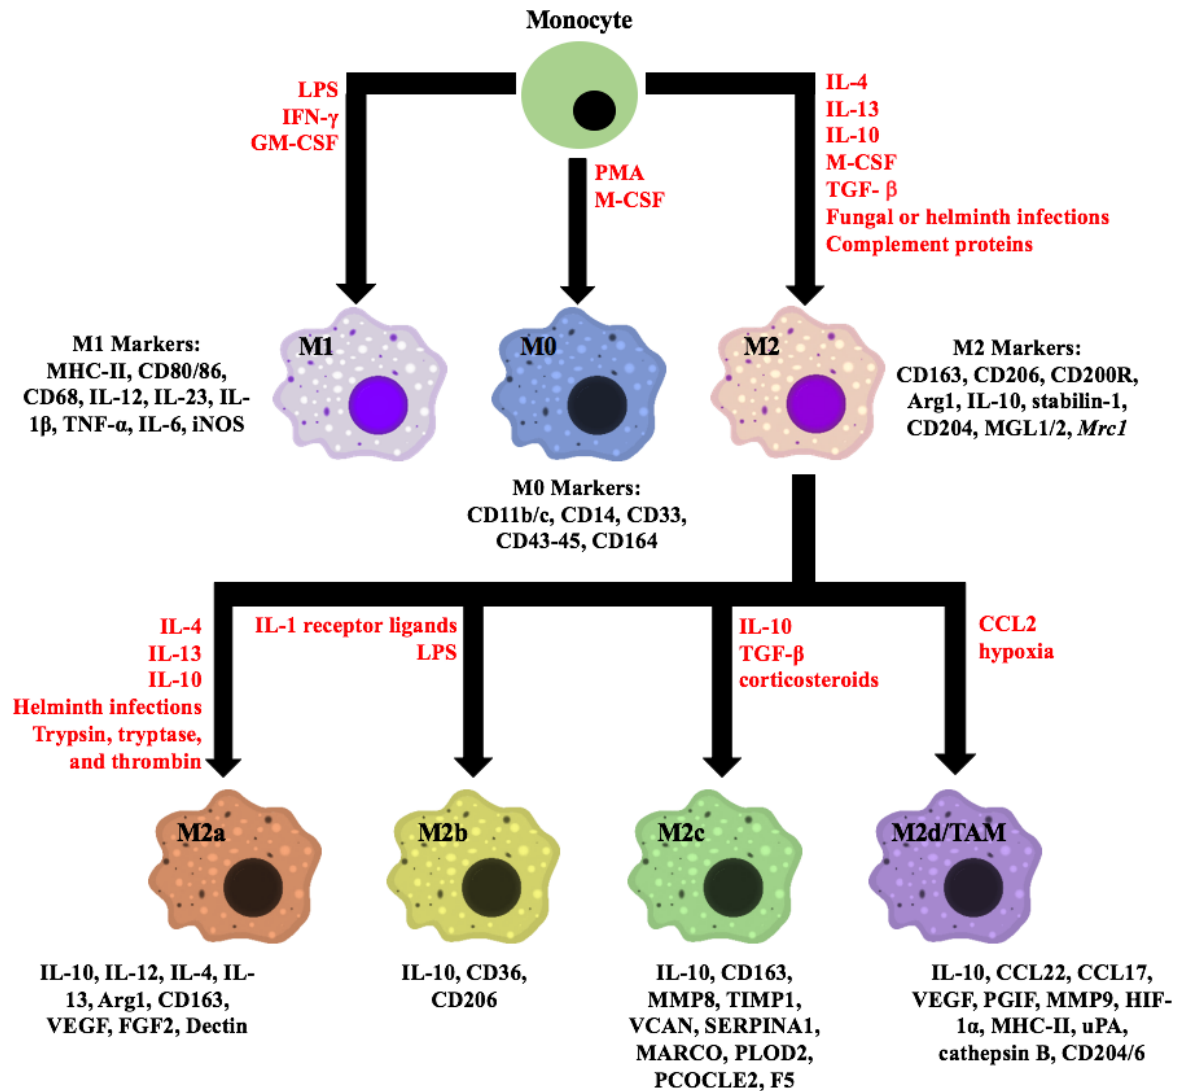 Monocyte
LPS
IFN-γ
GM-CSF
PMA
M-CSF
IL-4
IL-13
IL-10
M-CSF
TGF- β
Fungal or helminth infections
Complement proteins
M1 Markers:
MHC-II, CD80/86,
CD68, IL-12, IL-23, IL-
1β, TNF-α, IL-6, iNOS
M1
M0
M2
M2 Markers:
CD163, CD206, CD200R,
Arg1, IL-10, stabilin-1,
CD204, MGL1/2, Mrc1
M0 Markers:
CD11b/c, CD14, CD33,
CD43-45, CD164
IL-4
IL-13
IL-10
Helminth infections
Trypsin, tryptase,
and thrombin
IL-1 receptor ligands
LPS
IL-10
TGF-β
corticosteroids
CCL2
hypoxia
M2a
M2b
M2c
M2d/TAM
IL-10, IL-12, IL-4, IL-
13, Arg1, CD163,
VEGF, FGF2, Dectin
IL-10, CD36,
CD206
IL-10, CD163,
MMP8, TIMP1,
VCAN, SERPINA1,
MARCO, PLOD2,
PCOCLE2, F5
IL-10, CCL22, CCL17,
VEGF, PGIF, MMP9, HIF-
1α, MHC-II, uPA,
cathepsin B, CD204/6